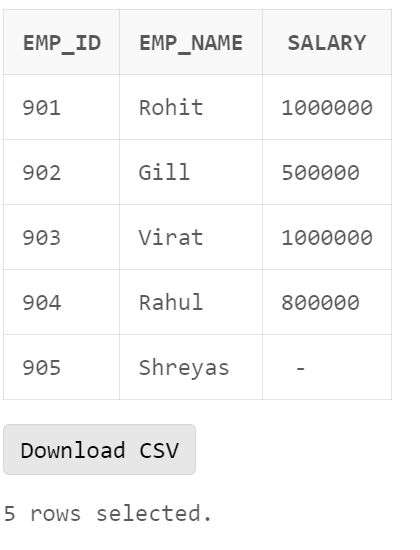 EMP_ID EMP_NAME SALARY
901 Rohit 1000000
902 Gill 500000
903 Virat 1000000
904 Rahul 800000
905 Shreyas -
Download CSV
5 rows selected.